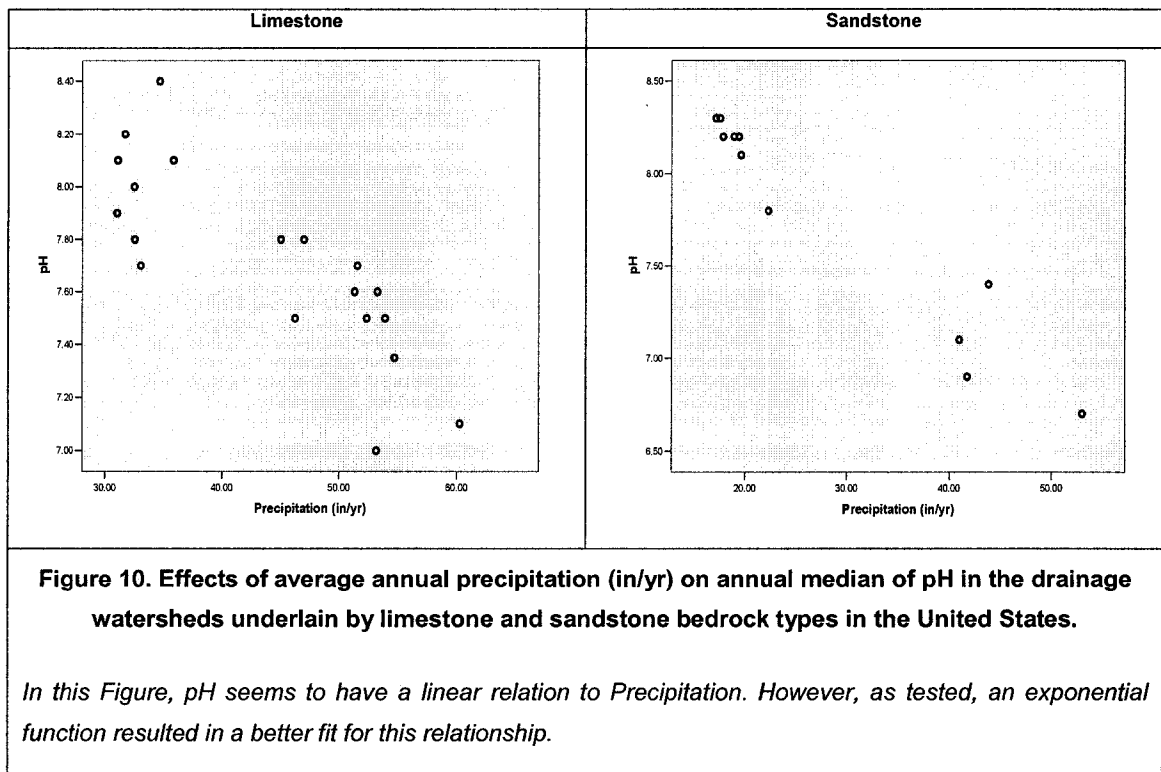 Limestone
Sandstone
8.40
8.20
8.00
7.80
7.60
7.40
7.20
7.00
pH
30.00
40.00
50.00
60.00
Precipitation (in/yr)
8.50
8.00
7.50
7.00
6.50
pH
20.00
30.00
40.00
50.00
Precipitation (in/yr)
Figure 10. Effects of average annual precipitation (in/yr) on annual median of pH in the drainage
watersheds underlain by limestone and sandstone bedrock types in the United States.
In this Figure, pH seems to have a linear relation to Precipitation. However, as tested, an exponential
function resulted in a better fit for this relationship.